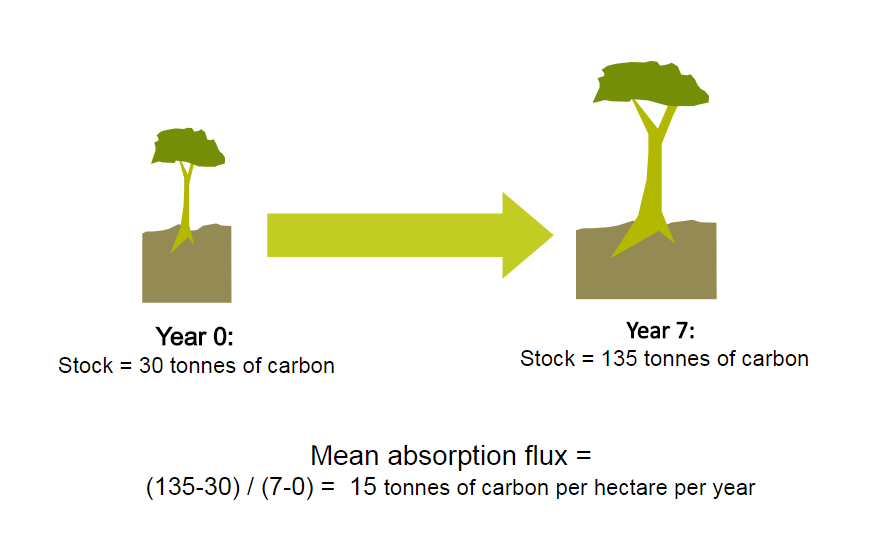 Year 0:
Stock = 30 tonnes of carbon
Year 7:
Stock = 135 tonnes of carbon
Mean absorption flux =
(135-30) / (7-0) = 15 tonnes of carbon per hectare per year